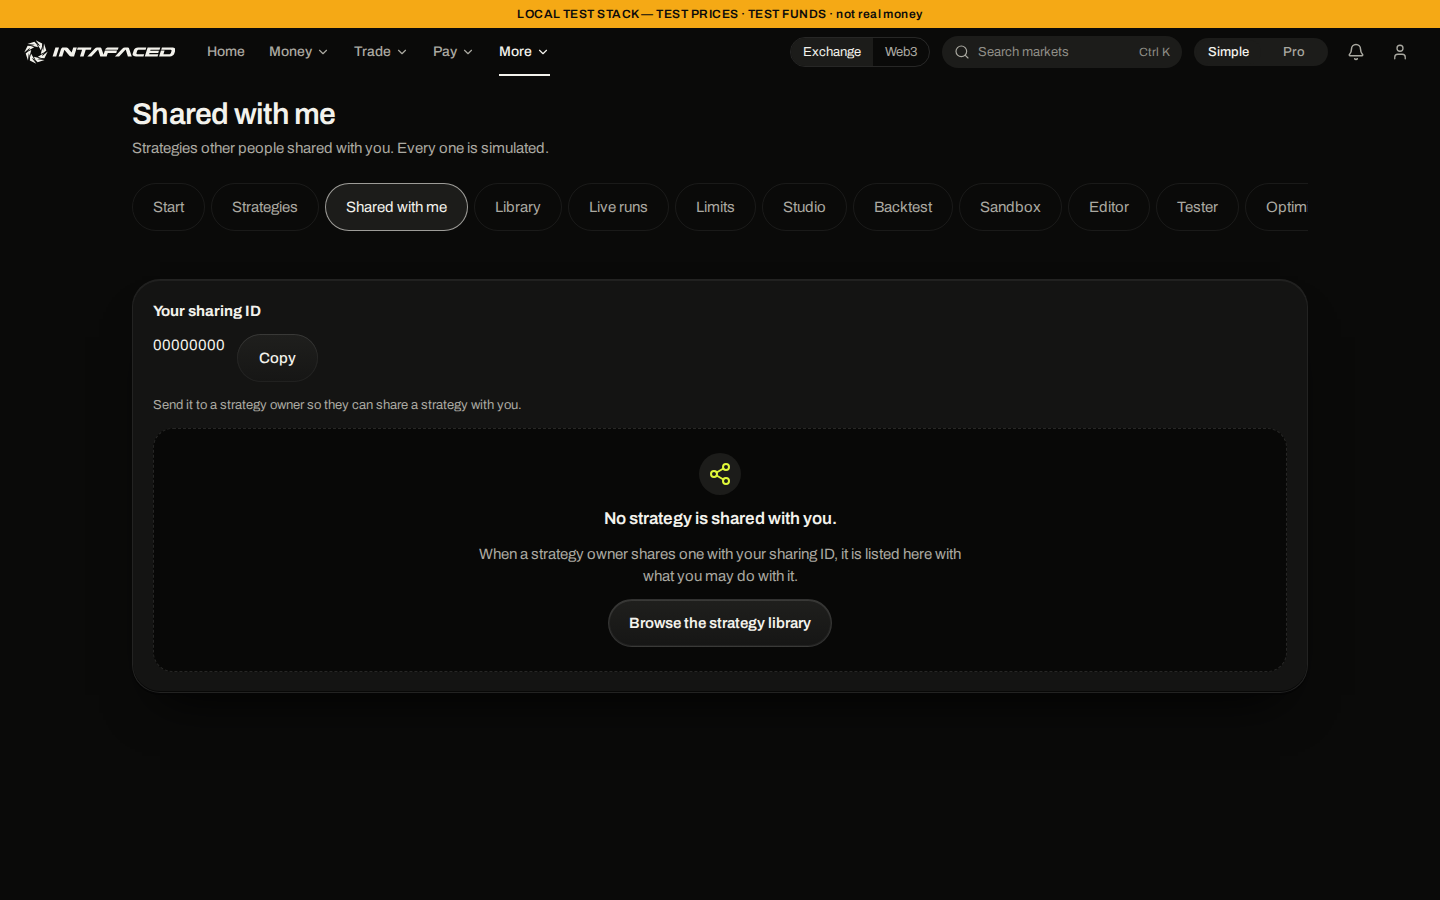 LOCAL TEST STACK — TEST PRICES · TEST FUNDS · not real money
INTAFACED Home Money Trade Pay More Exchange Web3 Search markets Ctrl K Simple Pro
Shared with me
Strategies other people shared with you. Every one is simulated.
Start Strategies Shared with me Library Live runs Limits Studio Backtest Sandbox Editor Tester Optim
Your sharing ID
00000000 Copy
Send it to a strategy owner so they can share a strategy with you.
No strategy is shared with you.
When a strategy owner shares one with your sharing ID, it is listed here with
what you may do with it.
Browse the strategy library